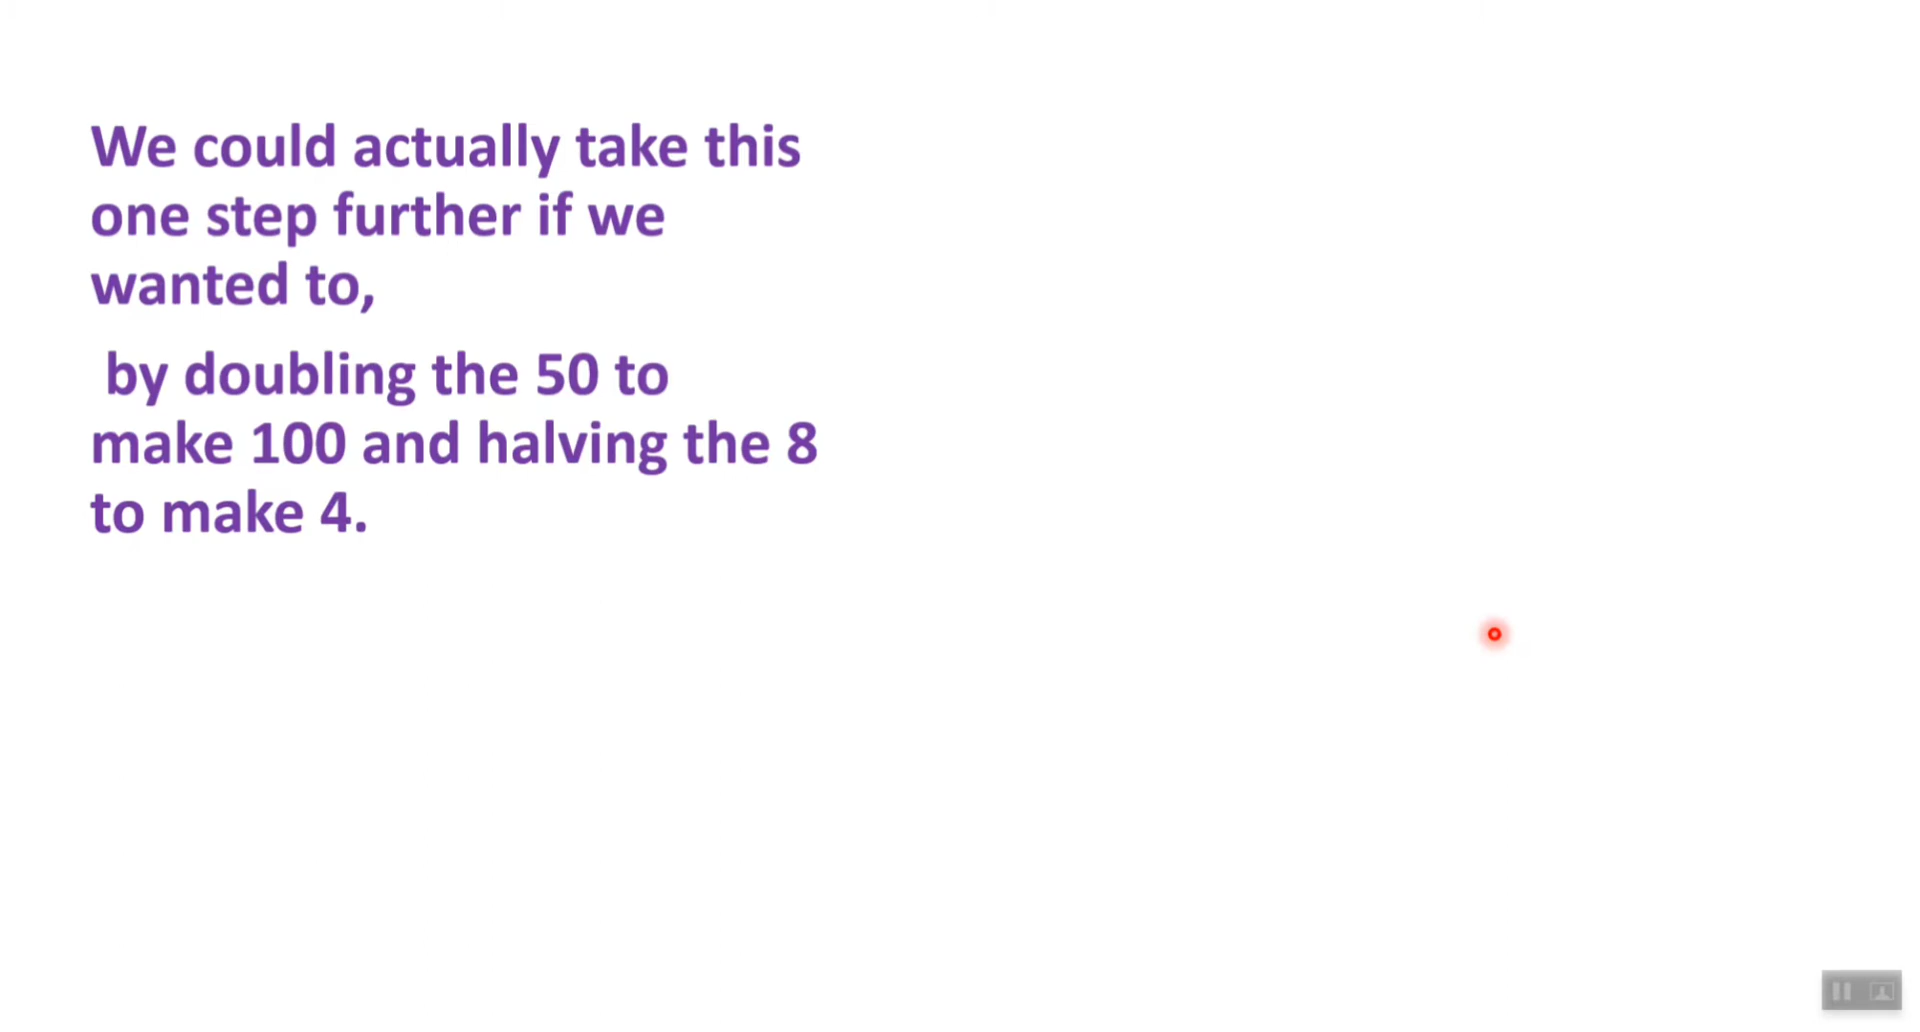 We could actually take this
one step further if we
wanted to,
by doubling the 50 to
make 100 and halving the 8
to make 4.